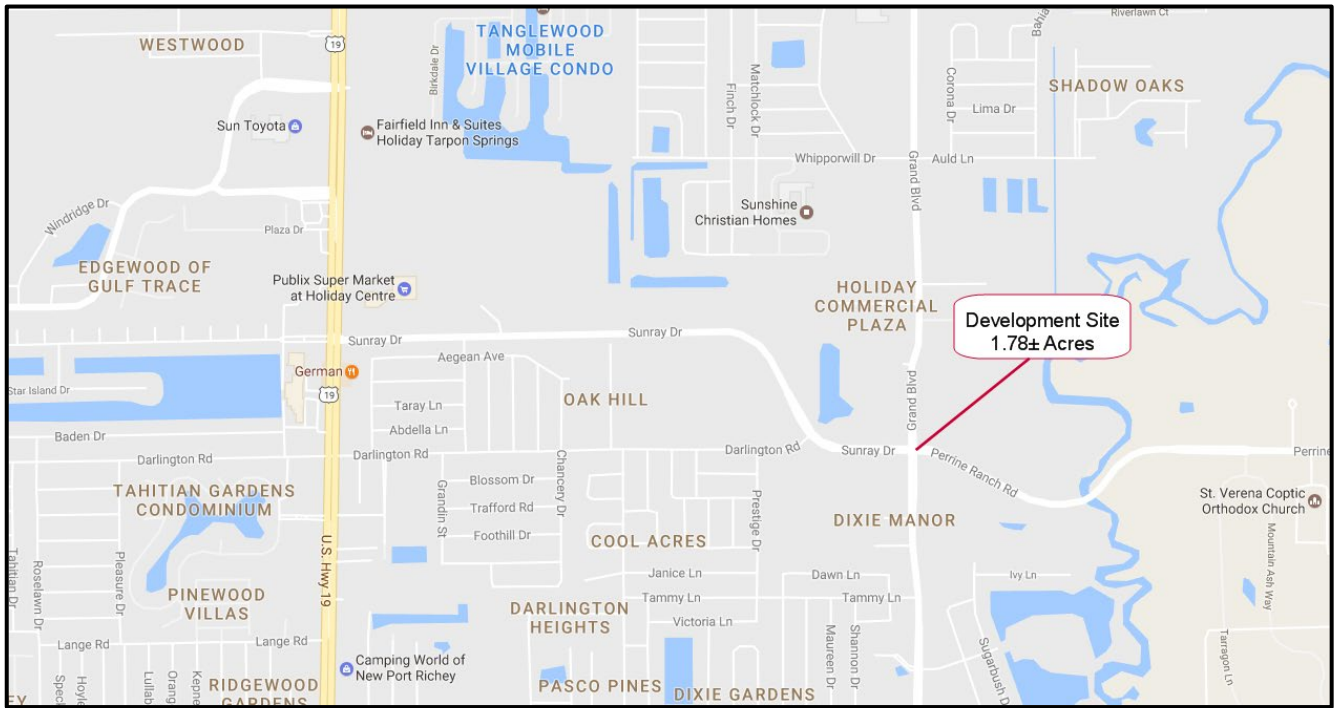 Riverlawn Ct
WESTWOOD
19
TANGLEWOOD
MOBILE
VILLAGE CONDO
Birkdale Dr
Finch Dr
Matchlock Dr
Corona Dr
Lima Dr
SHADOW OAKS
Sun Toyota
Fairfield Inn & Suites
Holiday Tarpon Springs
Whipporwill Dr
Grand Blvd
Auld Ln
Windridge Dr
Sunshine
Christian Homes
Plaza Dr
EDGEWOOD OF
GULF TRACE
Publix Super Market
at Holiday Centre
HOLIDAY
COMMERCIAL
PLAZA
Development Site
1.78± Acres
Sunray Dr
Sunray Dr
Aegean Ave
German
Star Island Dr
19
Taray Ln
OAK HILL
Grand Blvd
Abdella Ln
Baden Dr
Darlington Rd
Darlington Rd
Darlington Rd
Sunray Dr
Perrine Ranch Rd
Perrine
TAHITIAN GARDENS
CONDOMINIUM
Grandin St
Blossom Dr
Trafford Rd
Foothill Dr
Chancery Dr
Prestige Dr
DIXIE MANOR
St. Verena Coptic
Orthodox Church
COOL ACRES
Mountain Ash Way
Tahitian Dr
Roselawn Dr
Pleasure Dr
U.S. Hwy 19
PINEWOOD
VILLAS
Janice Ln
Dawn Ln
Ivy Ln
Tammy Ln
Tammy Ln
DARLINGTON
HEIGHTS
Victoria Ln
Lange Rd
Lange Rd
Maureen Dr
Shannon Dr
Sugarbush D
Tarragon Ln
Camping World of
New Port Richey
RIDGEWOOD
GARDENS
PASCO PINES
DIXIE GARDENS